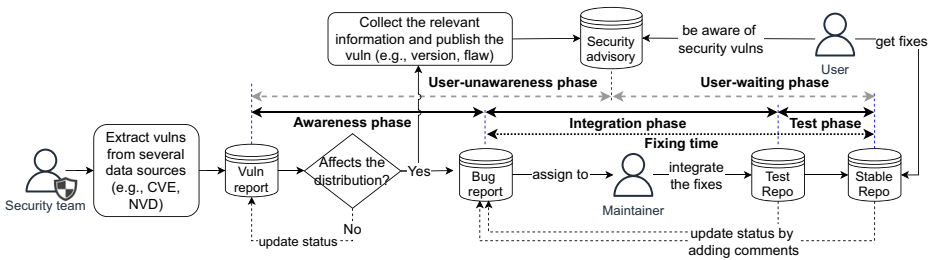 Collect the relevant
information and publish the
vuln (e.g., version, flaw)
Security
advisory
be aware of
security vulns
User
get fixes
User-unawareness phase
User-waiting phase
Awareness phase
Integration phase
Test phase
Fixing time
Security team
Extract vulns
from several
data sources
(e.g., CVE,
NVD)
Vuln
report
Affects the
distribution?
Yes
No
update status
Bug
report
assign to
Maintainer
integrate
the fixes
Test
Repo
Stable
Repo
update status by
adding comments